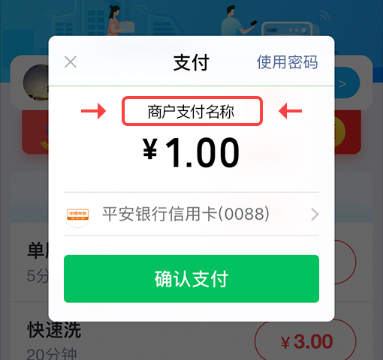 支付
使用密码
商户支付名称
¥1.00
平安银行信用卡(0088)
确认支付
5分
快速洗
20分钟
¥3.00